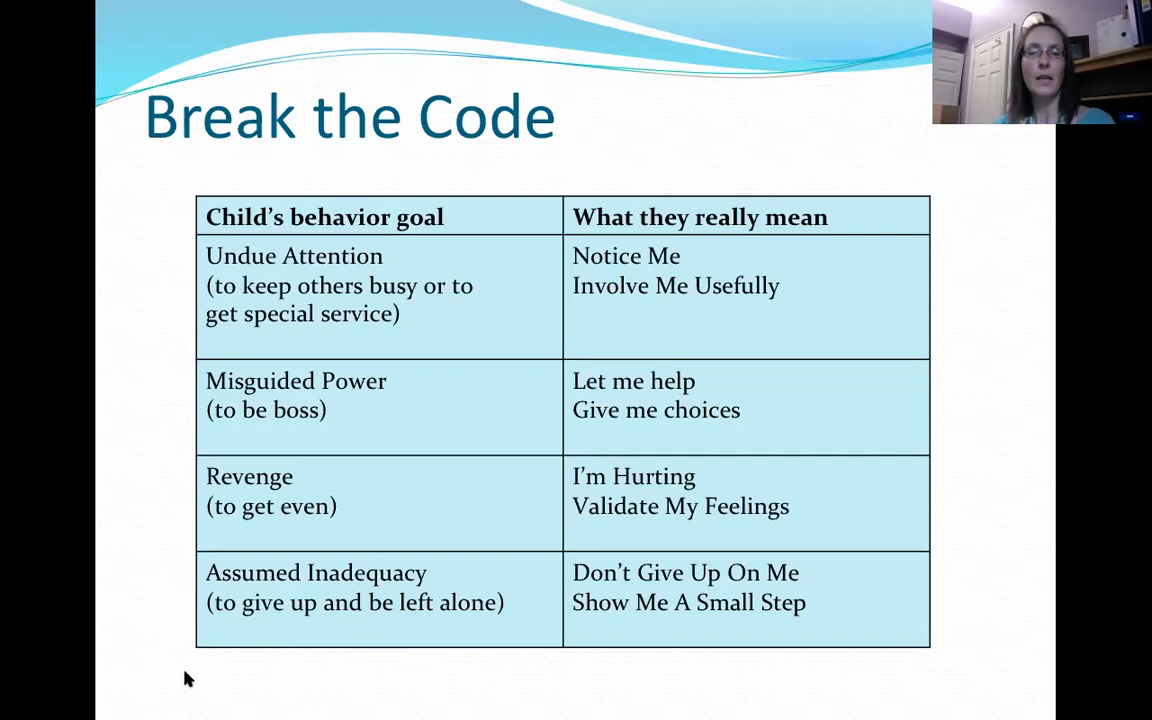 Break the Code
Child’s behavior goal
What they really mean
Undue Attention
(to keep others busy or to
get special service)
Notice Me
Involve Me Usefully
Misguided Power
(to be boss)
Let me help
Give me choices
Revenge
(to get even)
I’m Hurting
Validate My Feelings
Assumed Inadequacy
(to give up and be left alone)
Don’t Give Up On Me
Show Me A Small Step